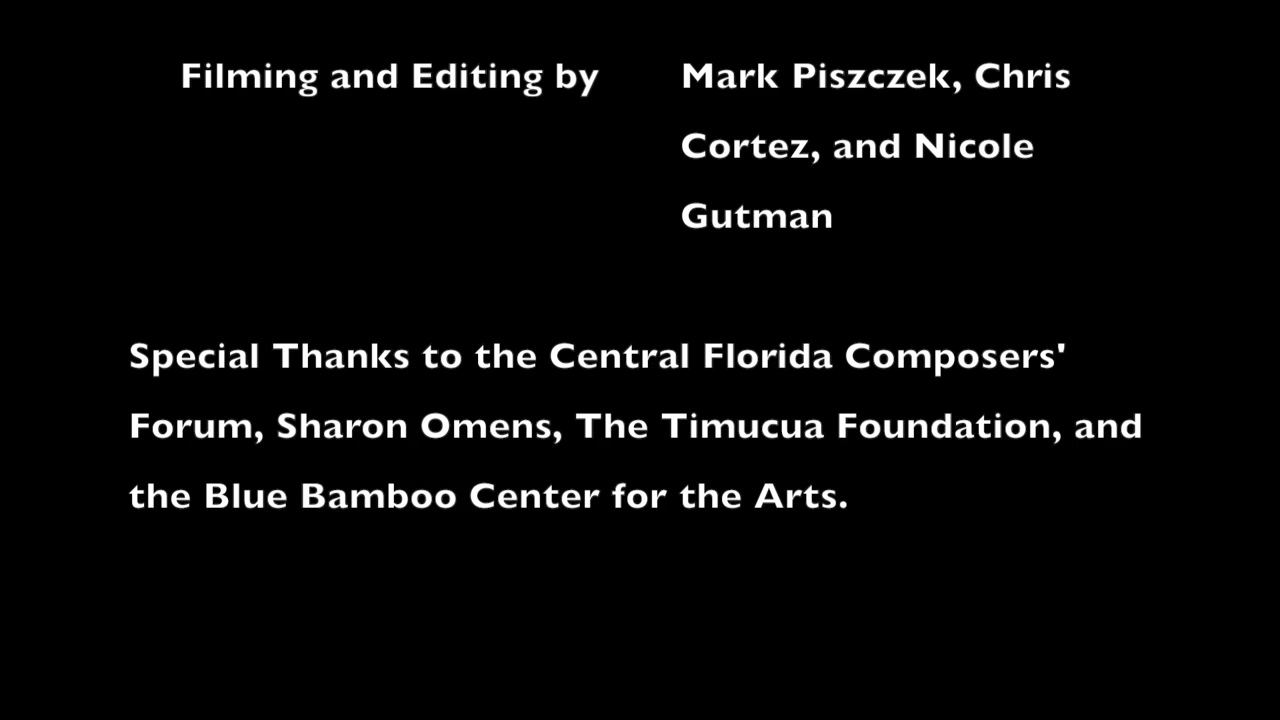 Filming and Editing by Mark Piszczek, Chris
Cortez, and Nicole
Gutman
Special Thanks to the Central Florida Composers'
Forum, Sharon Omens, The Timucua Foundation, and
the Blue Bamboo Center for the Arts.